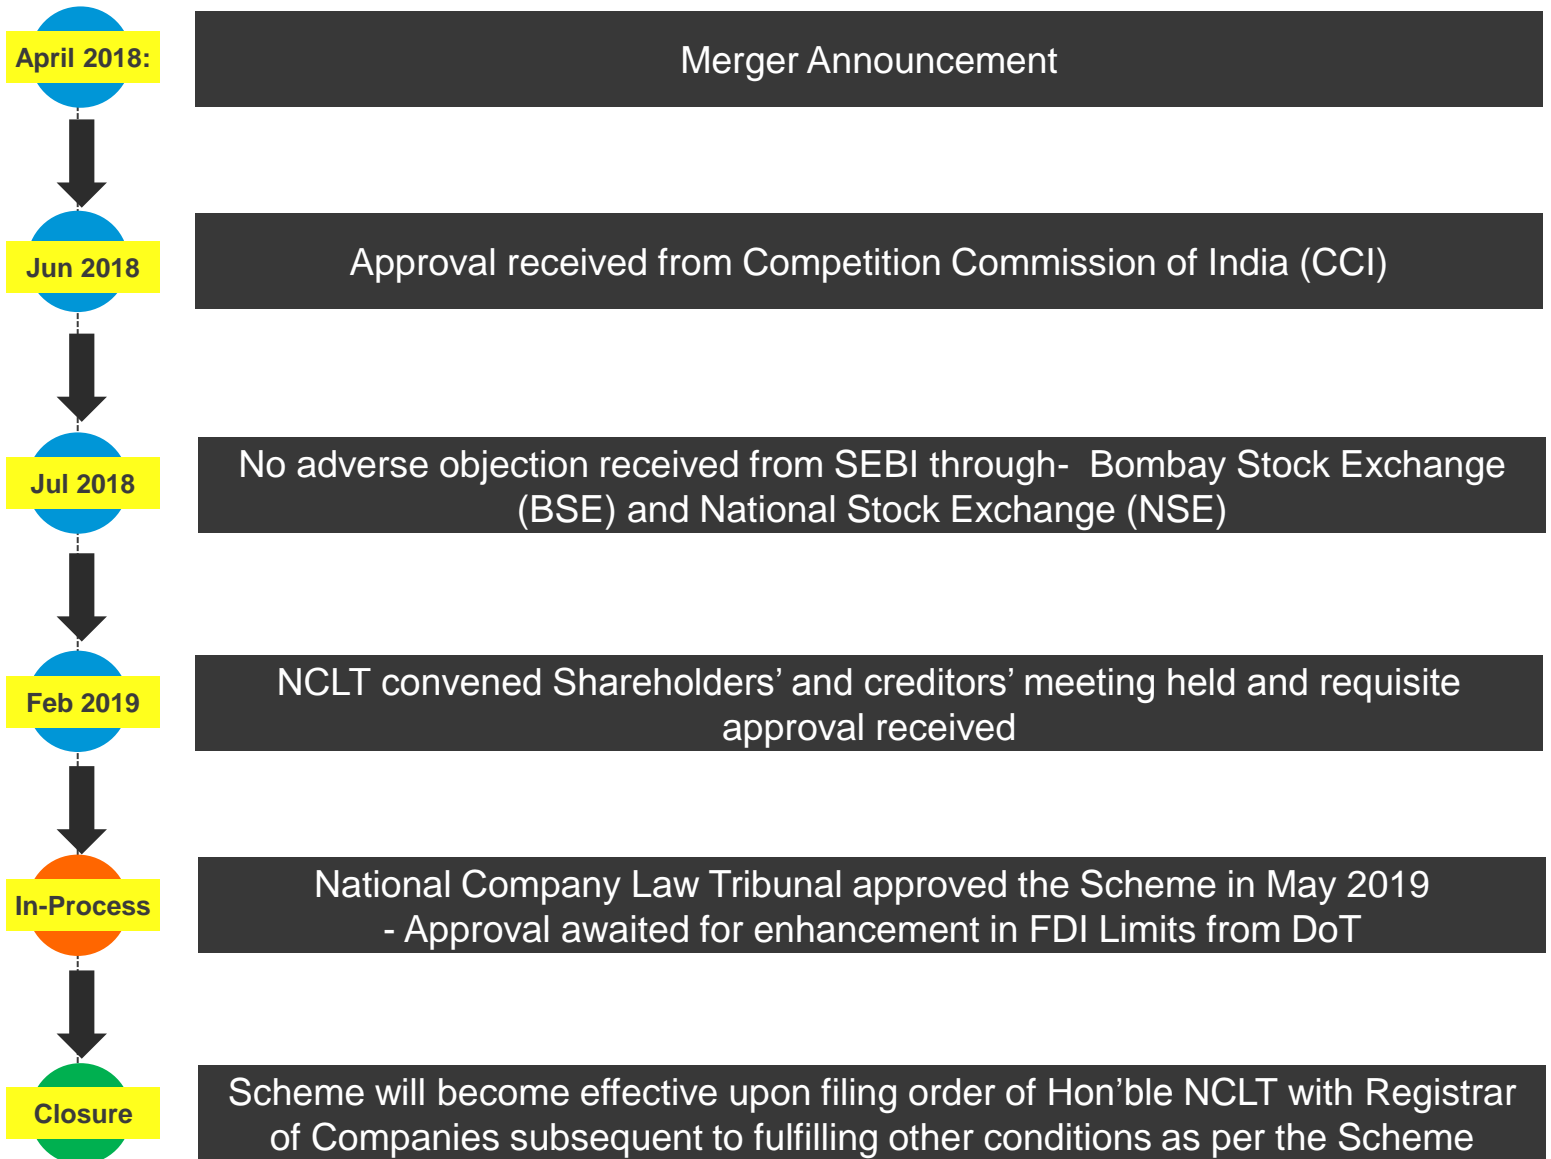 April 2018:
Merger Announcement
Jun 2018
Approval received from Competition Commission of India (CCI)
Jul 2018
No adverse objection received from SEBI through-  Bombay Stock Exchange
(BSE) and National Stock Exchange (NSE)
Feb 2019
NCLT convened Shareholders’ and creditors’ meeting held and requisite
approval received
In-Process
National Company Law Tribunal approved the Scheme in May 2019
- Approval awaited for enhancement in FDI Limits from DoT
Closure
Scheme will become effective upon filing order of Hon’ble NCLT with Registrar
of Companies subsequent to fulfilling other conditions as per the Scheme